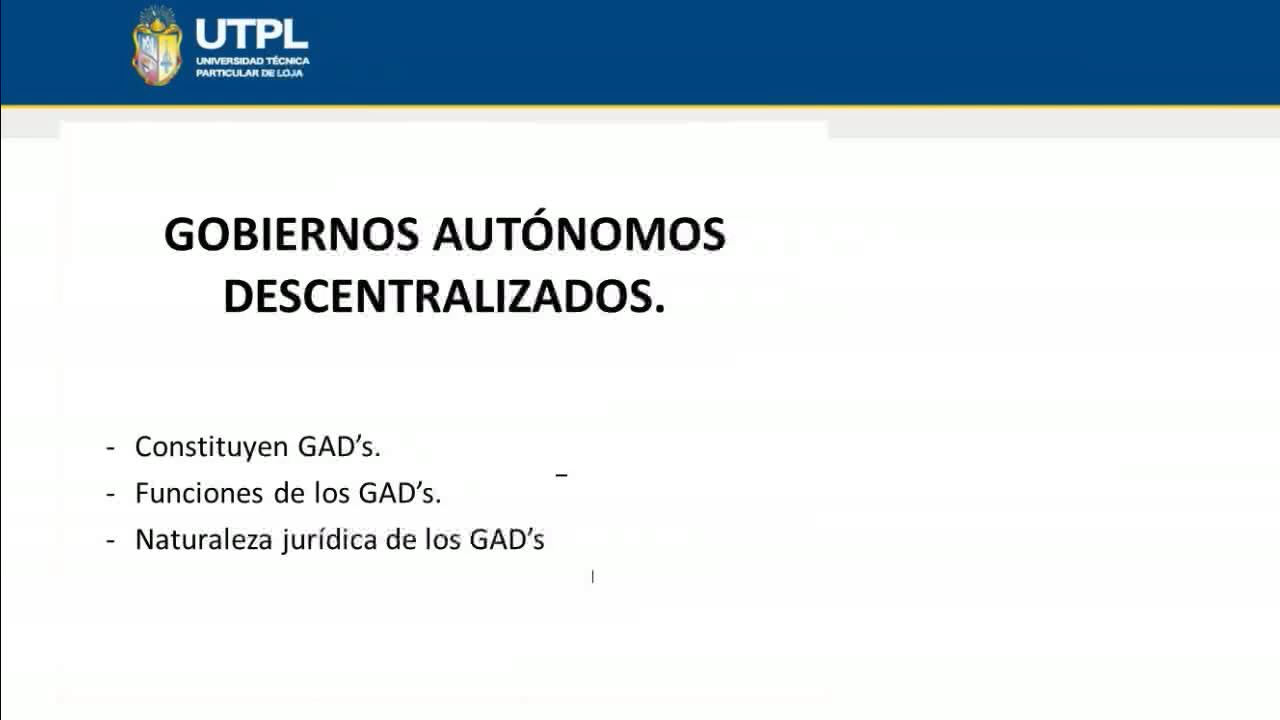 UTPL
UNIVERSIDAD TÉCNICA
PARTICULAR DE LOJA
GOBIERNOS AUTÓNOMOS
DESCENTRALIZADOS.
- Constituyen GAD’s.
- Funciones de los GAD’s.
- Naturaleza jurídica de los GAD’s